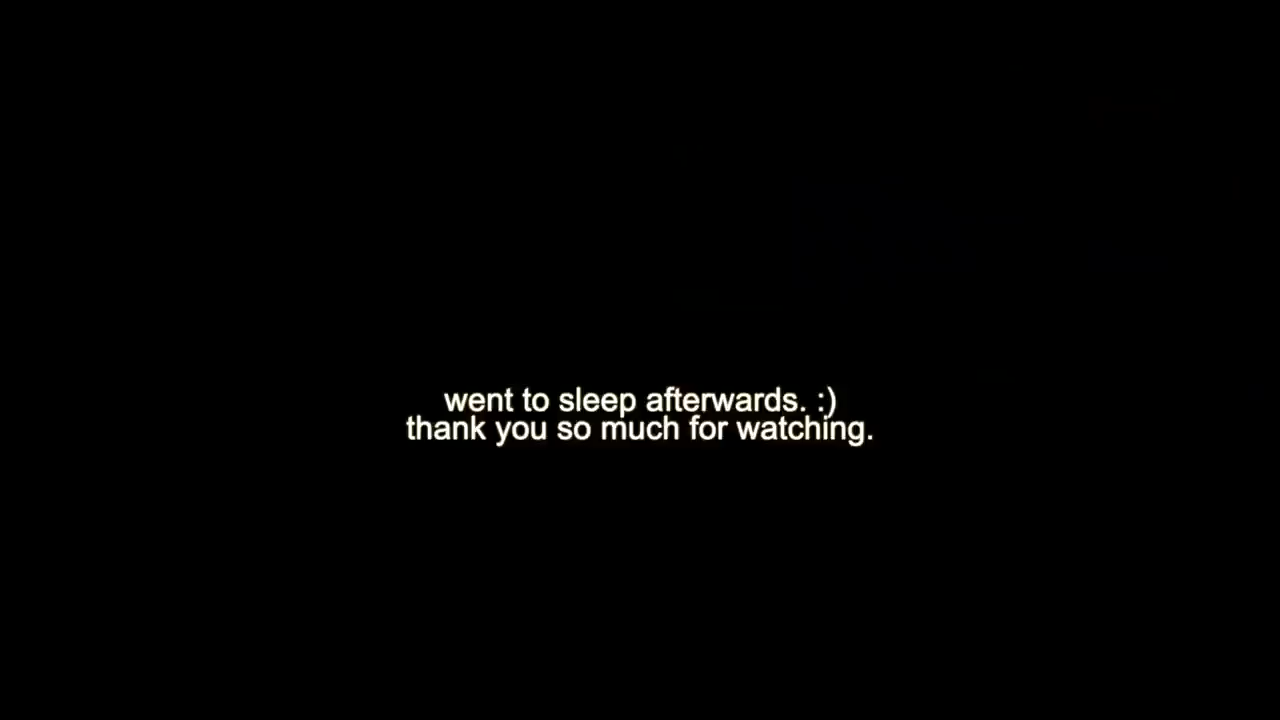 went to sleep afterwards. :)
thank you so much for watching.